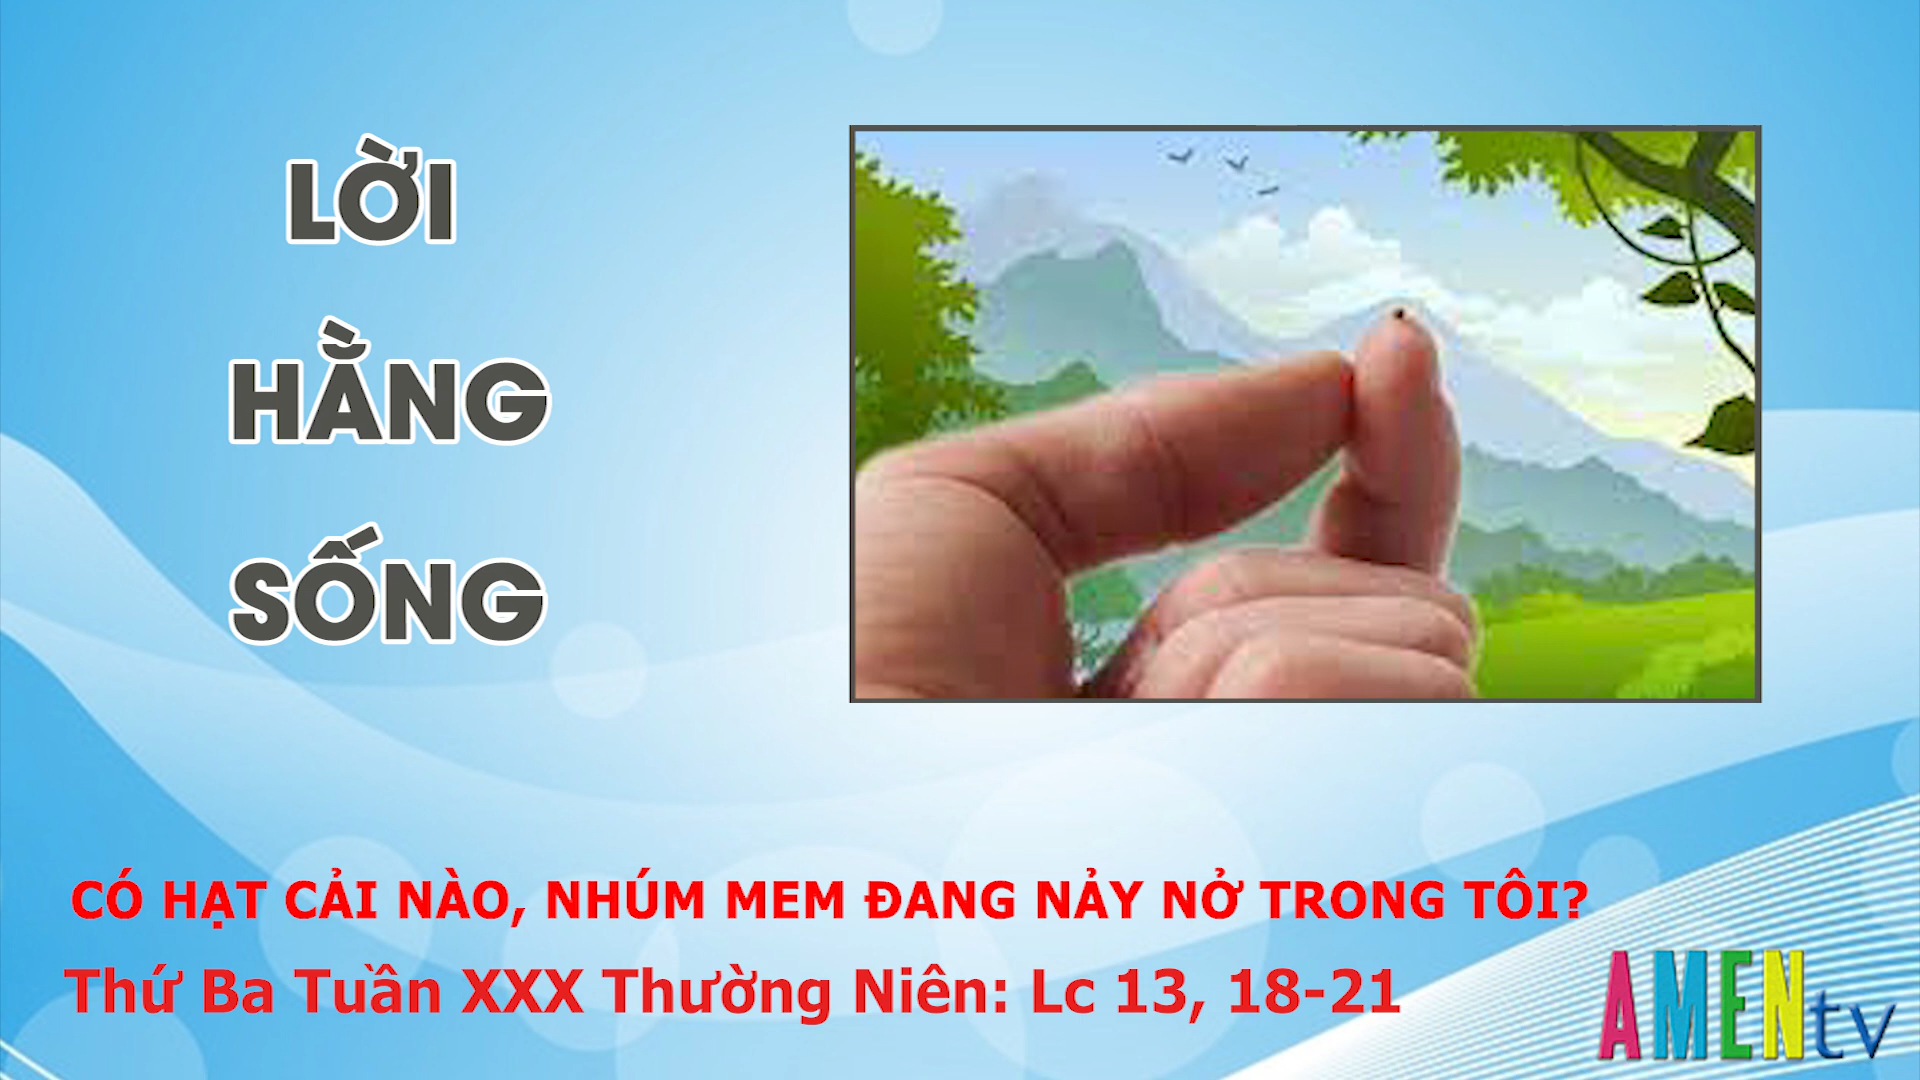 LỜI
HẰNG
SỐNG
CÓ HẠT CẢI NÀO, NHÚM MEM ĐANG NẢY NỞ TRONG TÔI?
Thứ Ba Tuần XXX Thường Niên: Lc 13, 18-21
AMENtv